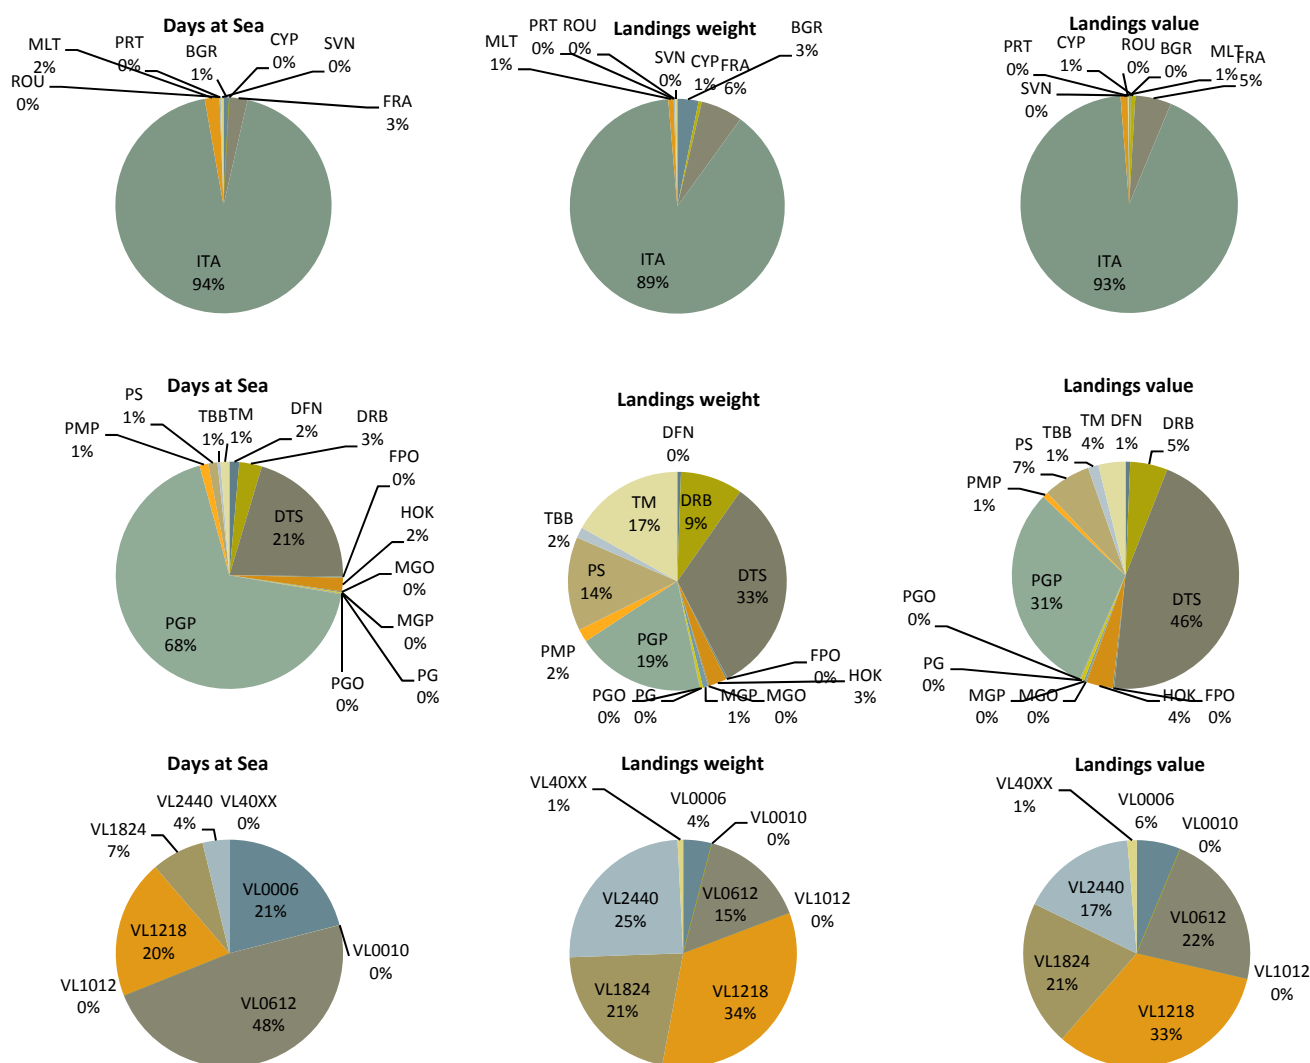 Days at Sea
MLT
2%
PRT
0%
BGR
1%
CYP
0%
SVN
0%
ROU
0%
FRA
3%
ITA
94%
Landings weight
MLT
1%
PRT
0%
ROU
0%
SVN
0%
CYP
1%
FRA
6%
BGR
3%
ITA
89%
Landings value
PRT
0%
CYP
1%
ROU
0%
BGR
0%
MLT
1%
FRA
5%
SVN
0%
ITA
93%
Days at Sea
PMP
1%
PS
1%
TBB
1%
TM
1%
DFN
2%
DRB
3%
FPO
0%
DTS
21%
HOK
2%
MGO
0%
MGP
0%
PG
0%
PGO
0%
PGP
68%
Landings weight
DFN
0%
TM
17%
DRB
9%
TBB
2%
PS
14%
DTS
33%
PMP
2%
PGP
19%
FPO
0%
HOK
3%
PGO
0%
PG
0%
MGP
1%
MGO
0%
Landings value
PMP
1%
PS
7%
TBB
1%
TM
4%
DFN
1%
DRB
5%
PGP
31%
DTS
46%
PGO
0%
PG
0%
MGP
0%
MGO
0%
HOK
4%
FPO
0%
Days at Sea
VL1824
7%
VL2440
4%
VL40XX
0%
VL0006
21%
VL1218
20%
VL0010
0%
VL1012
0%
VL0612
48%
Landings weight
VL40XX
1%
VL0006
4%
VL0010
0%
VL2440
25%
VL0612
15%
VL1012
0%
VL1824
21%
VL1218
34%
Landings value
VL40XX
1%
VL0006
6%
VL0010
0%
VL2440
17%
VL0612
22%
VL1824
21%
VL1012
0%
VL1218
33%